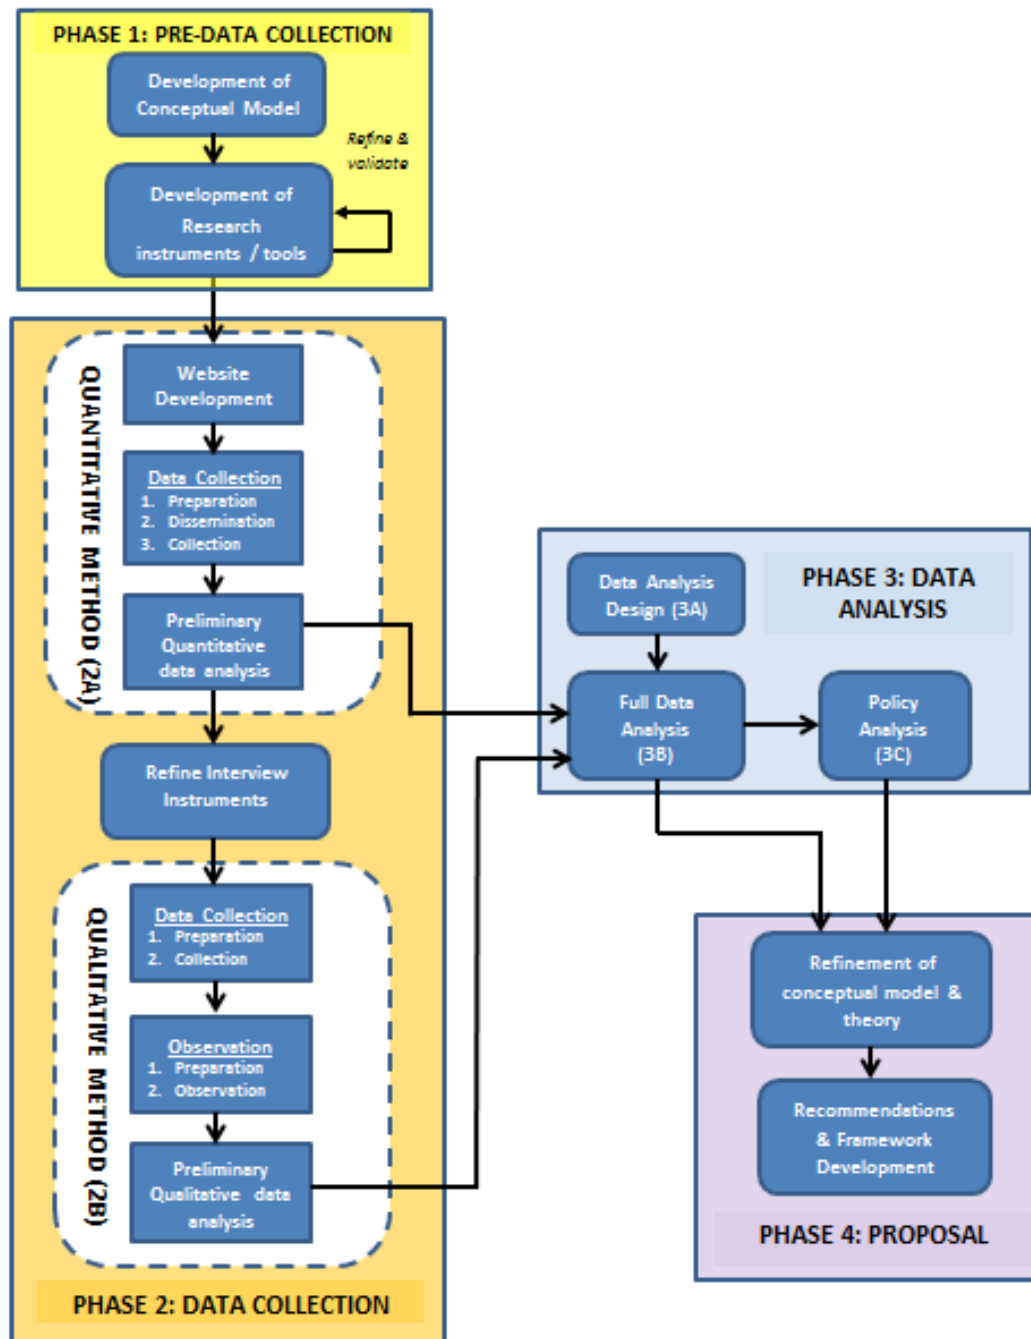 PHASE 1: PRE-DATA COLLECTION
Development of
Conceptual Model
Refine &
validate
Development of
Research
instruments / tools
QUANTITATIVE METHOD (2A)
Website
Development
Data Collection
1. Preparation
2. Dissemination
3. Collection
Preliminary
Quantitative
data analysis
Refine Interview
Instruments
QUALITATIVE METHOD (2B)
Data Collection
1. Preparation
2. Collection
Observation
1. Preparation
2. Observation
Preliminary
Qualitative data
analysis
PHASE 2: DATA COLLECTION
PHASE 3: DATA
ANALYSIS
Data Analysis
Design (3A)
Full Data
Analysis
(3B)
Policy
Analysis
(3C)
Refinement of
conceptual model &
theory
Recommendations
& Framework
Development
PHASE 4: PROPOSAL